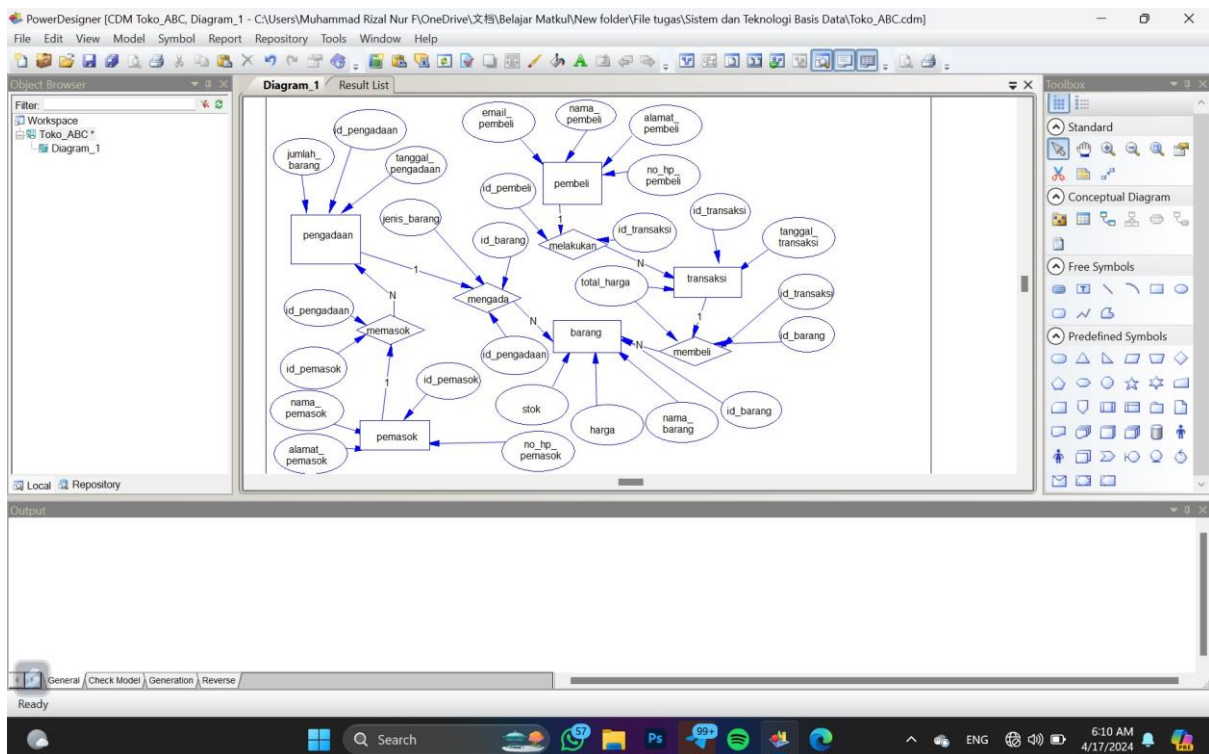 PowerDesigner [CDM Toko_ABC, Diagram_1 - C:\Users\Muhammad Rizal Nur F\OneDrive\文档\Belajar Matkul\New folder\File tugas\Sistem dan Teknologi Basis Data\Toko_ABC.cdm]
File Edit View Model Symbol Report Repository Tools Window Help
Object Browser
Filter:
Workspace
Toko_ABC *
Diagram_1
Local Repository
Diagram_1 Result List
email_
pembeli
nama_
pembeli
alamat_
pembeli
id_pengadaan
jumlah_
barang
tanggal_
pengadaan
no_hp_
pembeli
pembeli
id_pembeli
jenis_barang
id_transaksi
pengadaan
1
id_transaksi
tanggal_
transaksi
id_barang
melakukan
1
N
total_harga
transaksi
N
mengada
id_transaksi
id_pengadaan
1
memasok
N
barang
N
membeli
id_barang
id_pengadaan
id_pemasok
id_pemasok
1
nama_
pemasok
stok
harga
nama_
barang
id_barang
pemasok
alamat_
pemasok
no_hp_
pemasok
Toolbox
Standard
Conceptual Diagram
Free Symbols
Predefined Symbols
Output
General Check Model Generation Reverse
Ready
Search
57
Ps
99+
ENG
6:10 AM
4/17/2024
PRE